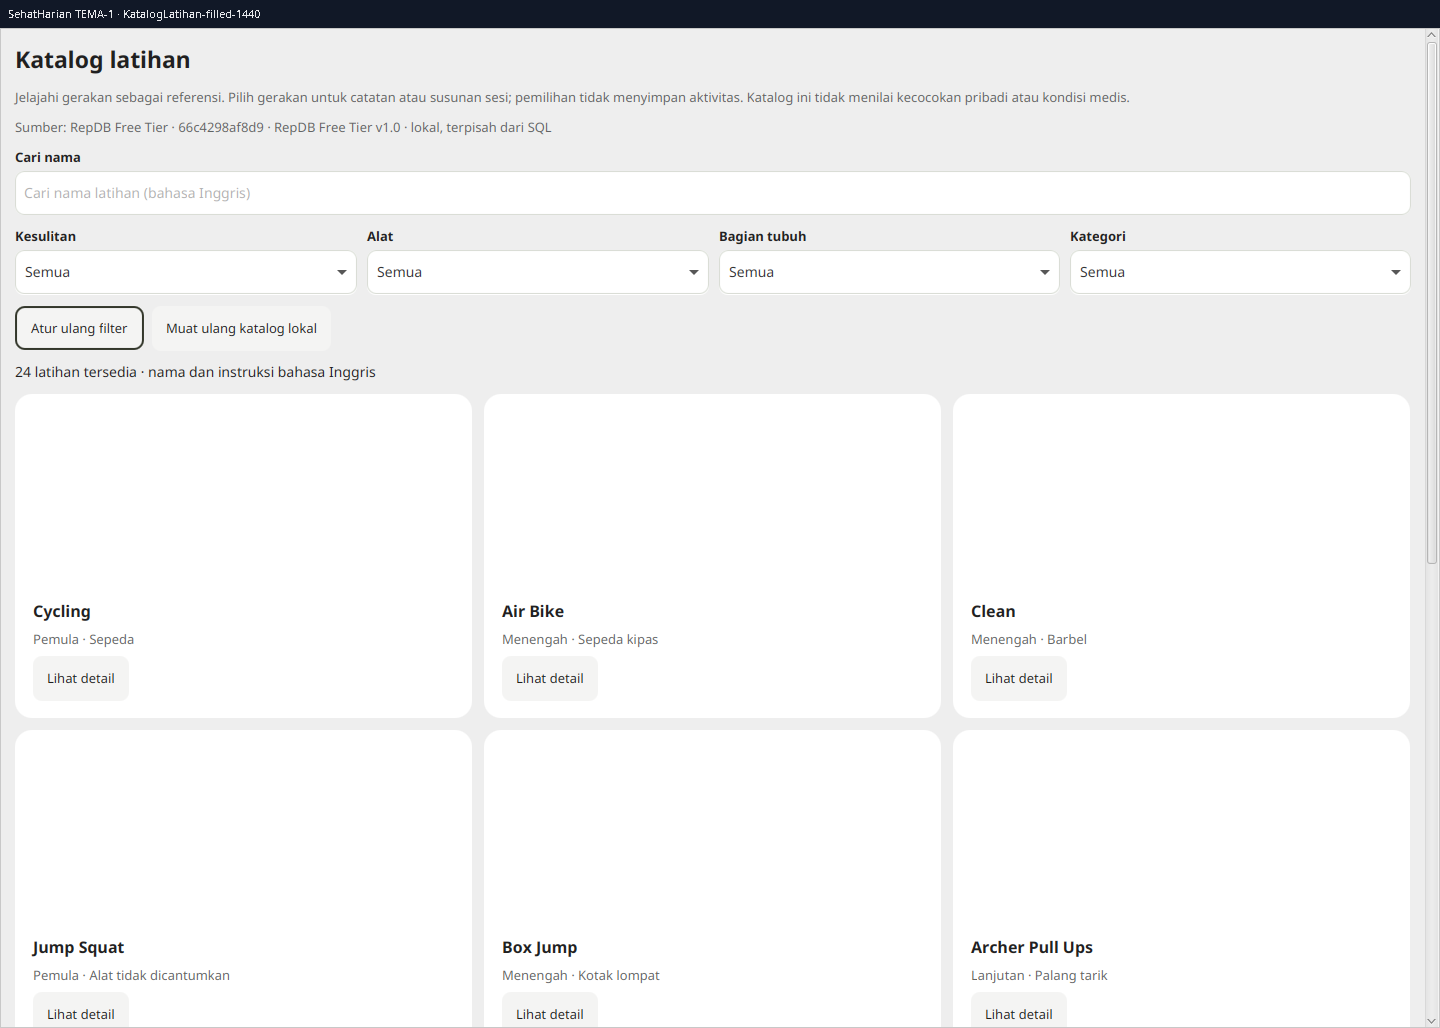 SehatHarian TEMA-1 · KatalogLatihan-filled-1440
Katalog latihan
Jelajahi gerakan sebagai referensi. Pilih gerakan untuk catatan atau susunan sesi; pemilihan tidak menyimpan aktivitas. Katalog ini tidak menilai kecocokan pribadi atau kondisi medis.
Sumber: RepDB Free Tier · 66c4298af8d9 · RepDB Free Tier v1.0 · lokal, terpisah dari SQL
Cari nama
Cari nama latihan (bahasa Inggris)
Kesulitan Alat Bagian tubuh Kategori
Semua Semua Semua Semua
Atur ulang filter Muat ulang katalog lokal
24 latihan tersedia · nama dan instruksi bahasa Inggris
Cycling Air Bike Clean
Pemula · Sepeda Menengah · Sepeda kipas Menengah · Barbel
Lihat detail Lihat detail Lihat detail
Jump Squat Box Jump Archer Pull Ups
Pemula · Alat tidak dicantumkan Menengah · Kotak lompat Lanjutan · Palang tarik
Lihat detail Lihat detail Lihat detail